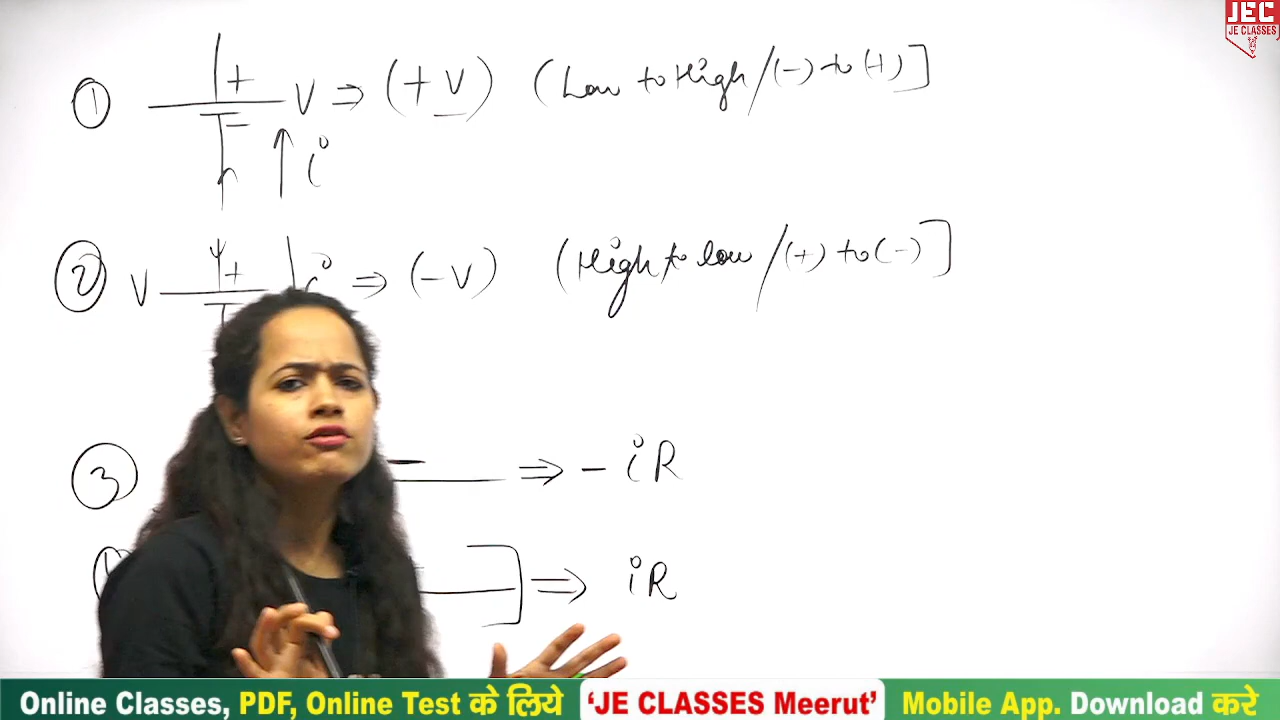 JEC
JE CLASSES
① + - V ⇒ (+V) (Low to High/(-) to (+)]
i
② V + i ⇒ (-V) (High to low/(+) to (-)]
③ - ⇒ - iR
⇒ iR
Online Classes, PDF, Online Test के लिये 'JE CLASSES Meerut' Mobile App. Download करे